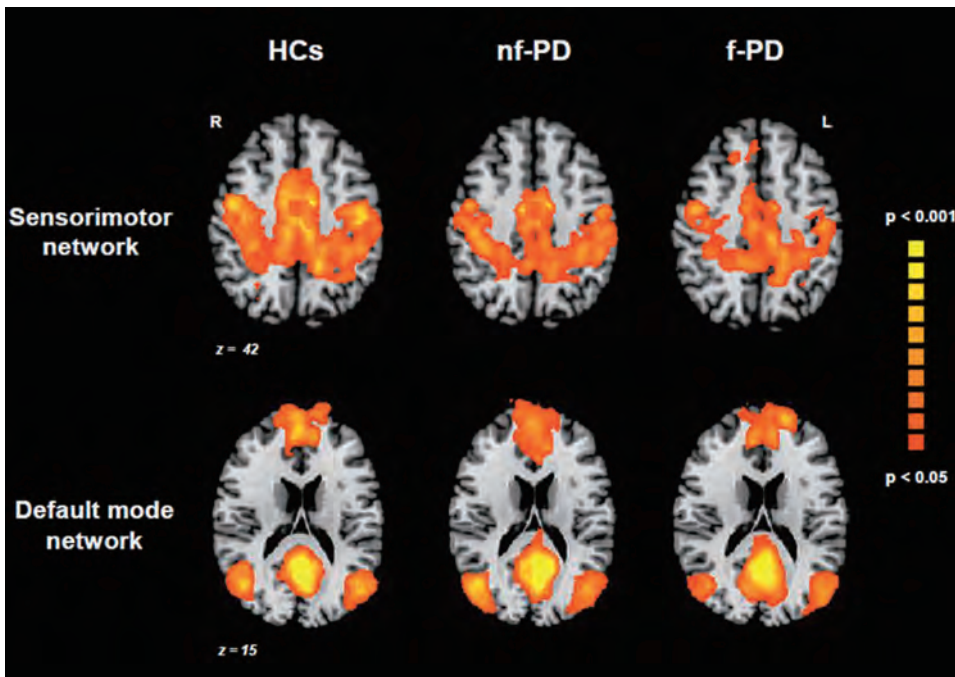 HCs nf-PD f-PD
R L
Sensorimotor
network
p < 0.001
z = 42
p < 0.05
Default mode
network
z = 15